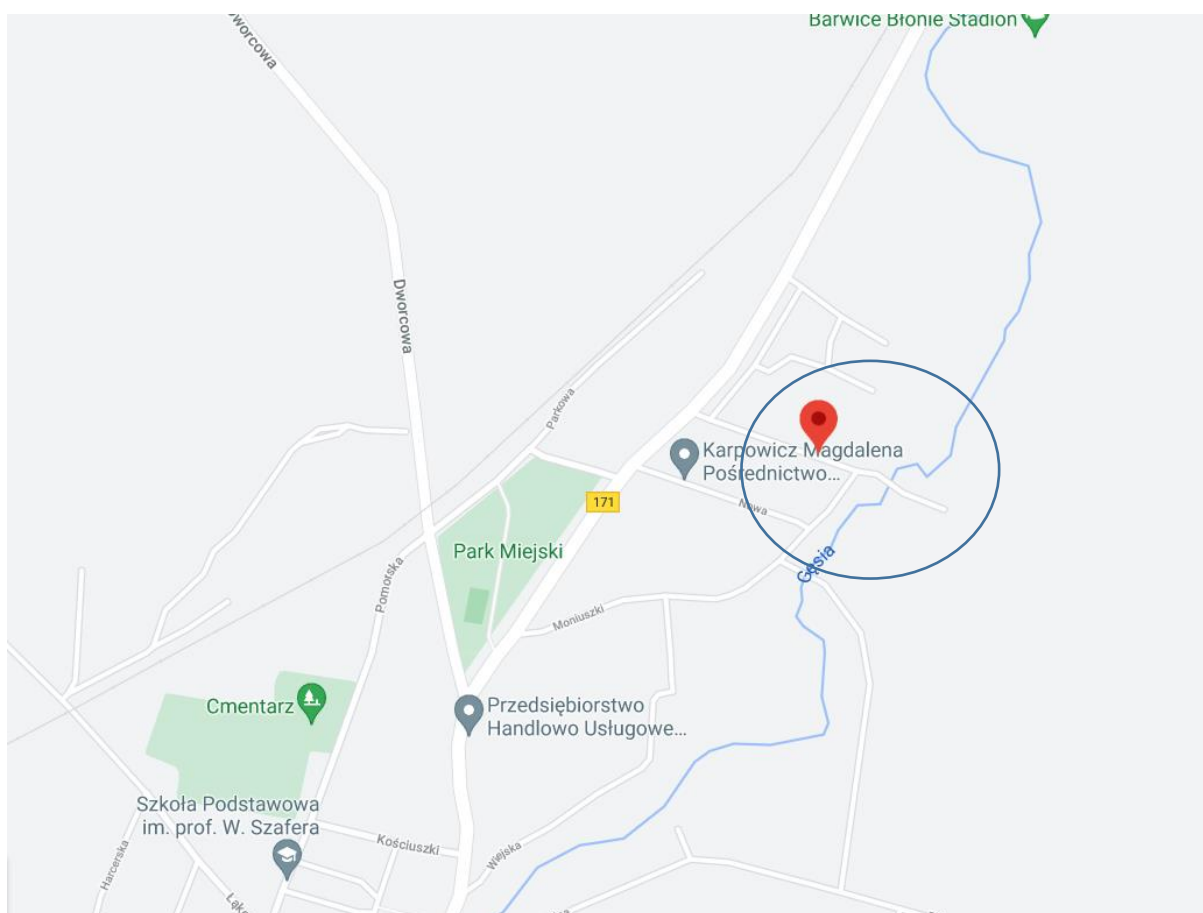 Barwice Błonie Stadion
Dworcowa
Dworcowa
Parkowa
Karpowicz Magdalena
Pośrednictwo...
171
Nowa
Park Miejski
Gęsia
Pomorska
Moniuszki
Cmentarz
Przedsiębiorstwo
Handlowo Usługowe...
Szkoła Podstawowa
im. prof. W. Szafera
Kościuszki
Wiejska
Harcerska